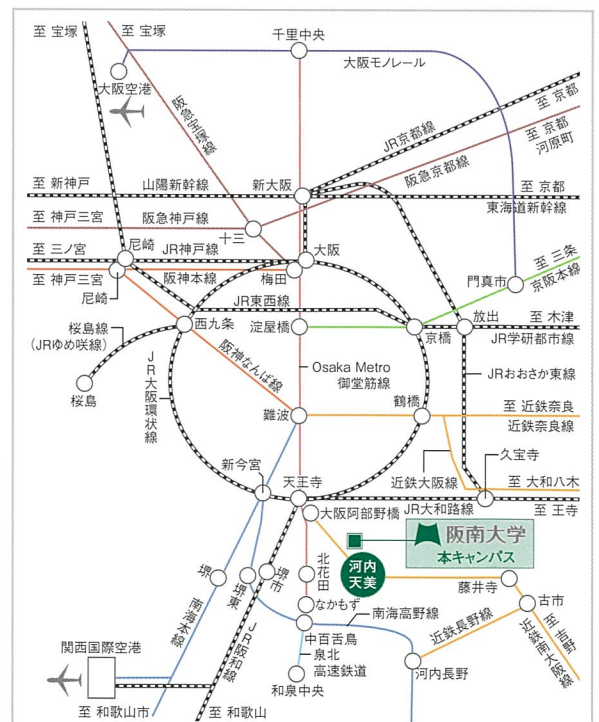 至 宝塚
至 宝塚
千里中央
大阪モノレール
大阪空港
阪急宝塚線
至 京都
JR京都線
至 京都
河原町
阪急京都線
至 新神戸
山陽新幹線
新大阪
至 京都
東海道新幹線
至 神戸三宮
阪急神戸線
十三
至 三ノ宮
尼崎
JR神戸線
大阪
至 神戸三宮
阪神本線
梅田
尼崎
門真市
至 三条
京阪本線
JR東西線
桜島線
(JRゆめ咲線)
西九条
淀屋橋
京橋
放出
至 木津
JR学研都市線
桜島
JR大阪環状線
阪神なんば線
Osaka Metro
御堂筋線
JRおおさか東線
鶴橋
難波
至 近鉄奈良
近鉄奈良線
新今宮
天王寺
近鉄大阪線
久宝寺
至 大和八木
JR大和路線
至 王寺
大阪阿部野橋
阪南大学
本キャンパス
河内
天美
堺
堺東
堺市
北花田
藤井寺
なかもず
南海高野線
古市
南海本線
JR阪和線
中百舌鳥
近鉄長野線
至 吉野
近鉄南大阪線
関西国際空港
泉北
高速鉄道
河内長野
和泉中央
至 和歌山市
至 和歌山